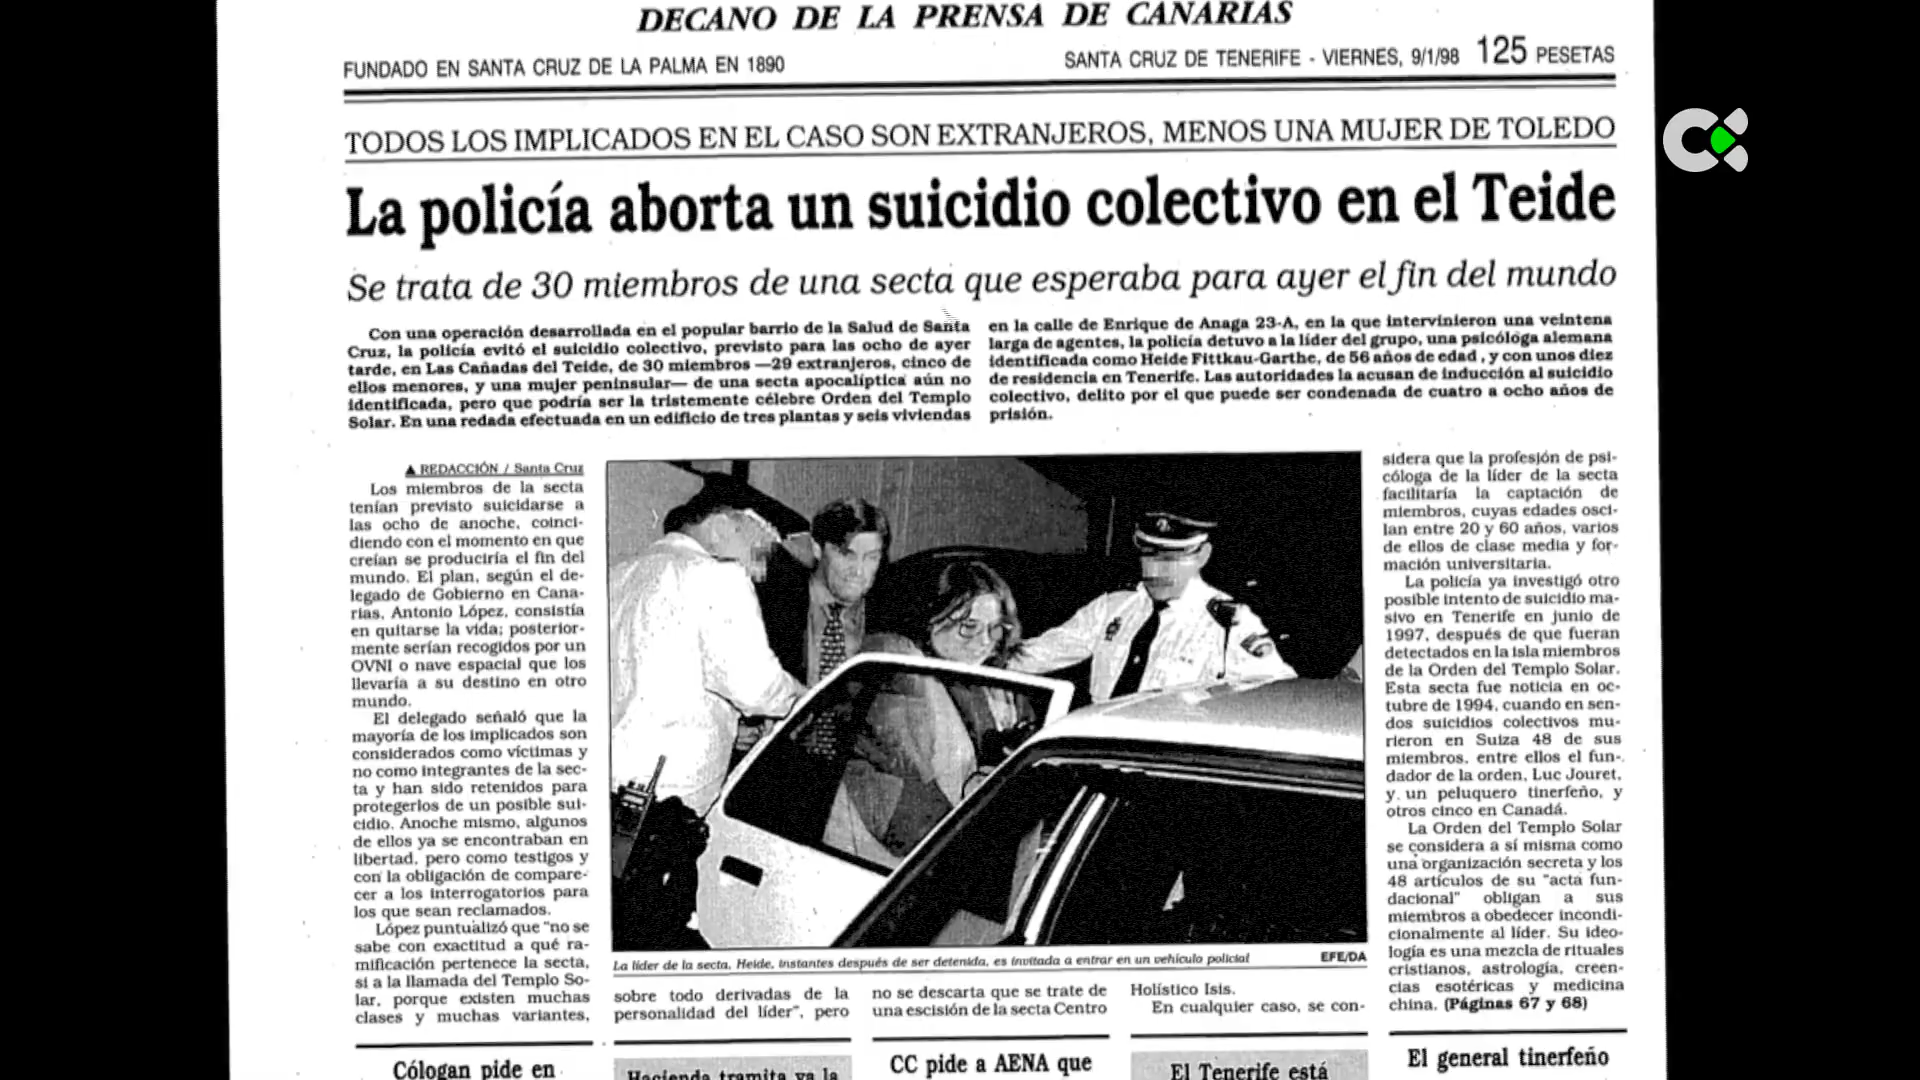 DECANO DE LA PRENSA DE CANARIAS
FUNDADO EN SANTA CRUZ DE LA PALMA EN 1890
SANTA CRUZ DE TENERIFE - VIERNES, 9/1/98 125 PESETAS
TODOS LOS IMPLICADOS EN EL CASO SON EXTRANJEROS, MENOS UNA MUJER DE TOLEDO
La policía aborta un suicidio colectivo en el Teide
Se trata de 30 miembros de una secta que esperaba para ayer el fin del mundo
Con una operación desarrollada en el popular barrio de la Salud de Santa
Cruz, la policía evitó el suicidio colectivo, previsto para las ocho de ayer
tarde, en Las Cañadas del Teide, de 30 miembros —29 extranjeros, cinco de
ellos menores, y una mujer peninsular— de una secta apocalíptica aún no
identificada, pero que podría ser la tristemente célebre Orden del Templo
Solar. En una redada efectuada en un edificio de tres plantas y seis viviendas
en la calle de Enrique de Anaga 23-A, en la que intervinieron una veintena
larga de agentes, la policía detuvo a la líder del grupo, una psicóloga alemana
identificada como Heide Fittkau-Garthe, de 56 años de edad , y con unos diez
de residencia en Tenerife. Las autoridades la acusan de inducción al suicidio
colectivo, delito por el que puede ser condenada de cuatro a ocho años de
prisión.
▲ REDACCIÓN / Santa Cruz
Los miembros de la secta
tenían previsto suicidarse a
las ocho de anoche, coinci-
diendo con el momento en que
creían se produciría el fin del
mundo. El plan, según el de-
legado de Gobierno en Cana-
rias, Antonio López, consistía
en quitarse la vida; posterior-
mente serían recogidos por un
OVNI o nave espacial que los
llevaría a su destino en otro
mundo.
El delegado señaló que la
mayoría de los implicados son
considerados como víctimas y
no como integrantes de la sec-
ta y han sido retenidos para
protegerlos de un posible sui-
cidio. Anoche mismo, algunos
de ellos ya se encontraban en
libertad, pero como testigos y
con la obligación de compare-
cer a los interrogatorios para
los que sean reclamados.
López puntualizó que "no se
sabe con exactitud a qué ra-
mificación pertenece la secta,
si a la llamada del Templo So-
lar, porque existen muchas
clases y muchas variantes,
La líder de la secta, Heide, instantes después de ser detenida, es invitada a entrar en un vehículo policial
EFE/DA
sobre todo derivadas de la
personalidad del líder", pero
no se descarta que se trate de
una escisión de la secta Centro
Holístico Isis.
En cualquier caso, se con-
sidera que la profesión de psi-
cóloga de la líder de la secta
facilitaría la captación de
miembros, cuyas edades osci-
lan entre 20 y 60 años, varios
de ellos de clase media y for-
mación universitaria.
La policía ya investigó otro
posible intento de suicidio ma-
sivo en Tenerife en junio de
1997, después de que fueran
detectados en la isla miembros
de la Orden del Templo Solar.
Esta secta fue noticia en oc-
tubre de 1994, cuando en sen-
dos suicidios colectivos mu-
rieron en Suiza 48 de sus
miembros, entre ellos el fun-
dador de la orden, Luc Jouret,
y. un peluquero tinerfeño, y
otros cinco en Canadá.
La Orden del Templo Solar
se considera a sí misma como
una organización secreta y los
48 artículos de su "acta fun-
dacional" obligan a sus
miembros a obedecer incondi-
cionalmente al líder. Su ideo-
logía es una mezcla de rituales
cristianos, astrología, creen-
cias esotéricas y medicina
china. (Páginas 67 y 68)
Cólogan pide en
Hacienda tramita ya la
CC pide a AENA que
El Tenerife está
El general tinerfeño